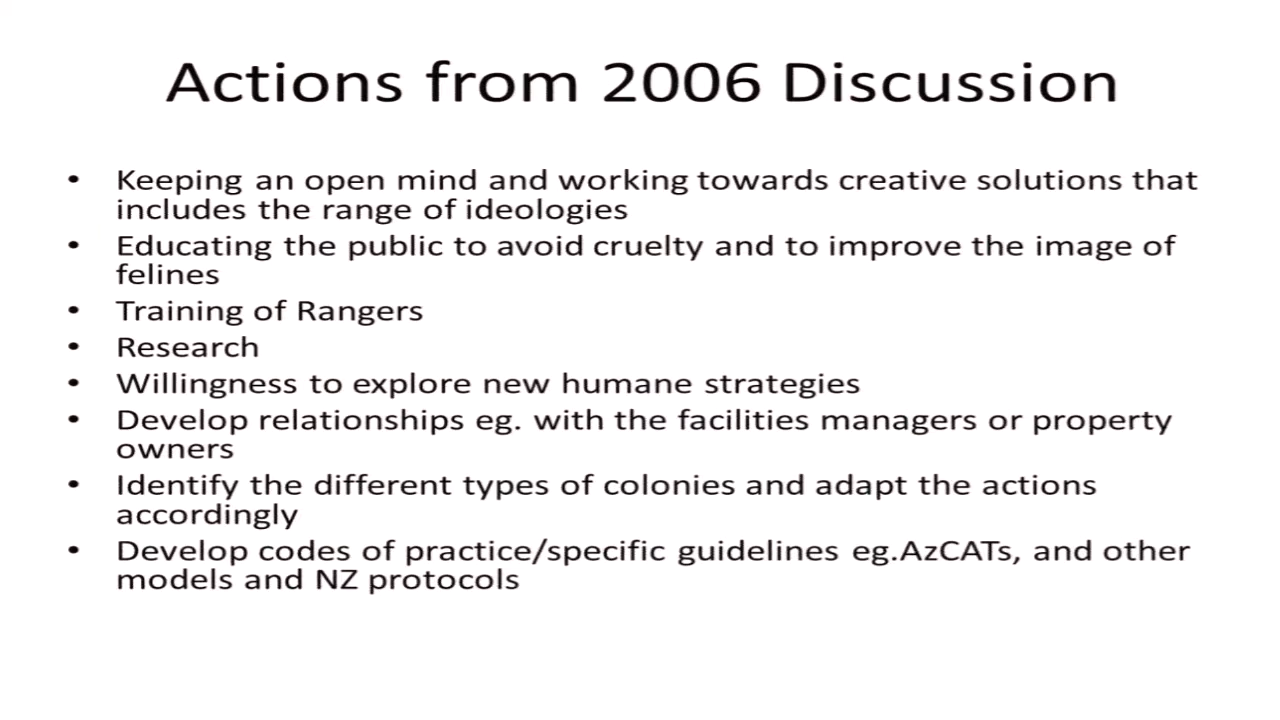 Actions from 2006 Discussion
• Keeping an open mind and working towards creative solutions that
includes the range of ideologies
• Educating the public to avoid cruelty and to improve the image of
felines
• Training of Rangers
• Research
• Willingness to explore new humane strategies
• Develop relationships eg. with the facilities managers or property
owners
• Identify the different types of colonies and adapt the actions
accordingly
• Develop codes of practice/specific guidelines eg.AzCATs, and other
models and NZ protocols